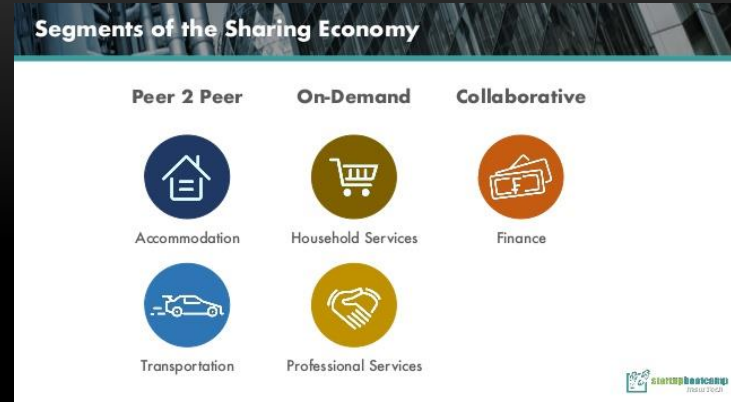 Segments of the Sharing Economy
Peer 2 Peer
On-Demand
Collaborative
Accommodation
Household Services
Finance
Transportation
Professional Services
startupbootcamp
InsurTech